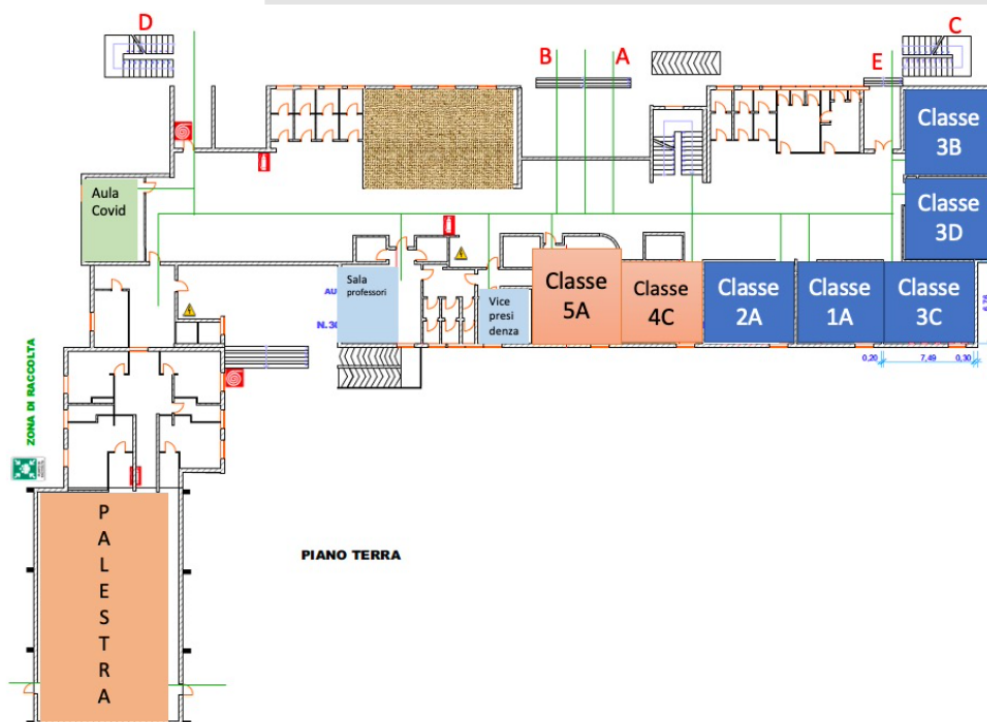 D
B
A
E
C
Classe
3B
Aula
Covid
Classe
3D
Sala
professori
Vice
presi
denza
Classe
5A
Classe
4C
Classe
2A
Classe
1A
Classe
3C
0,20
7,49
0,30
ZONA DI RACCOLTA
PIANO TERRA
P
A
L
E
S
T
R
A